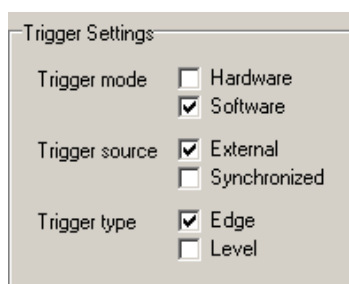 Trigger Settings
Trigger mode Hardware
Software
Trigger source External
Synchronized
Trigger type Edge
Level